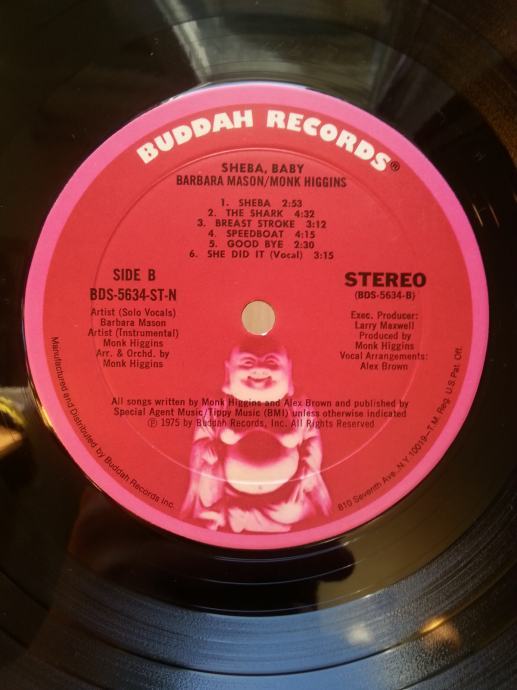 BUDDAH RECORDS®
SHEBA, BABY
BARBARA MASON/MONK HIGGINS
1. SHEBA 2:53
2. THE SHARK 4:32
3. BREAST STROKE 3:12
4. SPEEDBOAT 4:15
5. GOOD BYE 2:30
6. SHE DID IT (Vocal) 3:15
SIDE B
BDS-5634-ST-N
STEREO
(BDS-5634-B)
Artist (Solo Vocals)
Barbara Mason
Artist (Instrumental)
Monk Higgins
Arr. & Orchd. by
Monk Higgins
Exec. Producer:
Larry Maxwell
Produced by
Monk Higgins
Vocal Arrangements:
Alex Brown
All songs written by Monk Higgins and Alex Brown and published by
Special Agent Music/Tippy Music (BMI) unless otherwise indicated
Ⓟ 1975 by Buddah Records, Inc. All Rights Reserved
Manufactured and Distributed by Buddah Records Inc.
810 Seventh Ave. N.Y. 10019–T.M. Reg. U.S. Pat. Off.